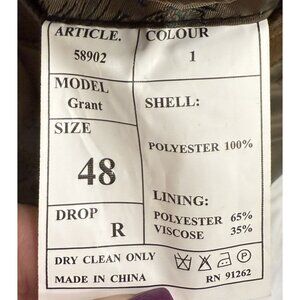 ARTICLE.
58902
COLOUR
1
MODEL
Grant
SIZE
48
DROP
R
SHELL:
POLYESTER 100%
LINING:
POLYESTER 65%
VISCOSE 35%
DRY CLEAN ONLY
MADE IN CHINA
RN 91262